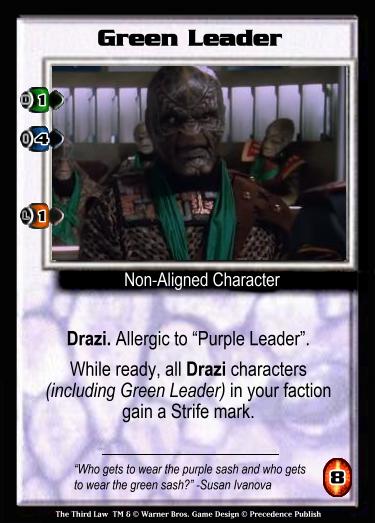 Green Leader
D 1
I 4
L 1
Non-Aligned Character
Drazi. Allergic to “Purple Leader”.
While ready, all Drazi characters
(including Green Leader) in your faction
gain a Strife mark.
“Who gets to wear the purple sash and who gets
to wear the green sash?” -Susan Ivanova
8
The Third Law TM & © Warner Bros. Game Design © Precedence Publish